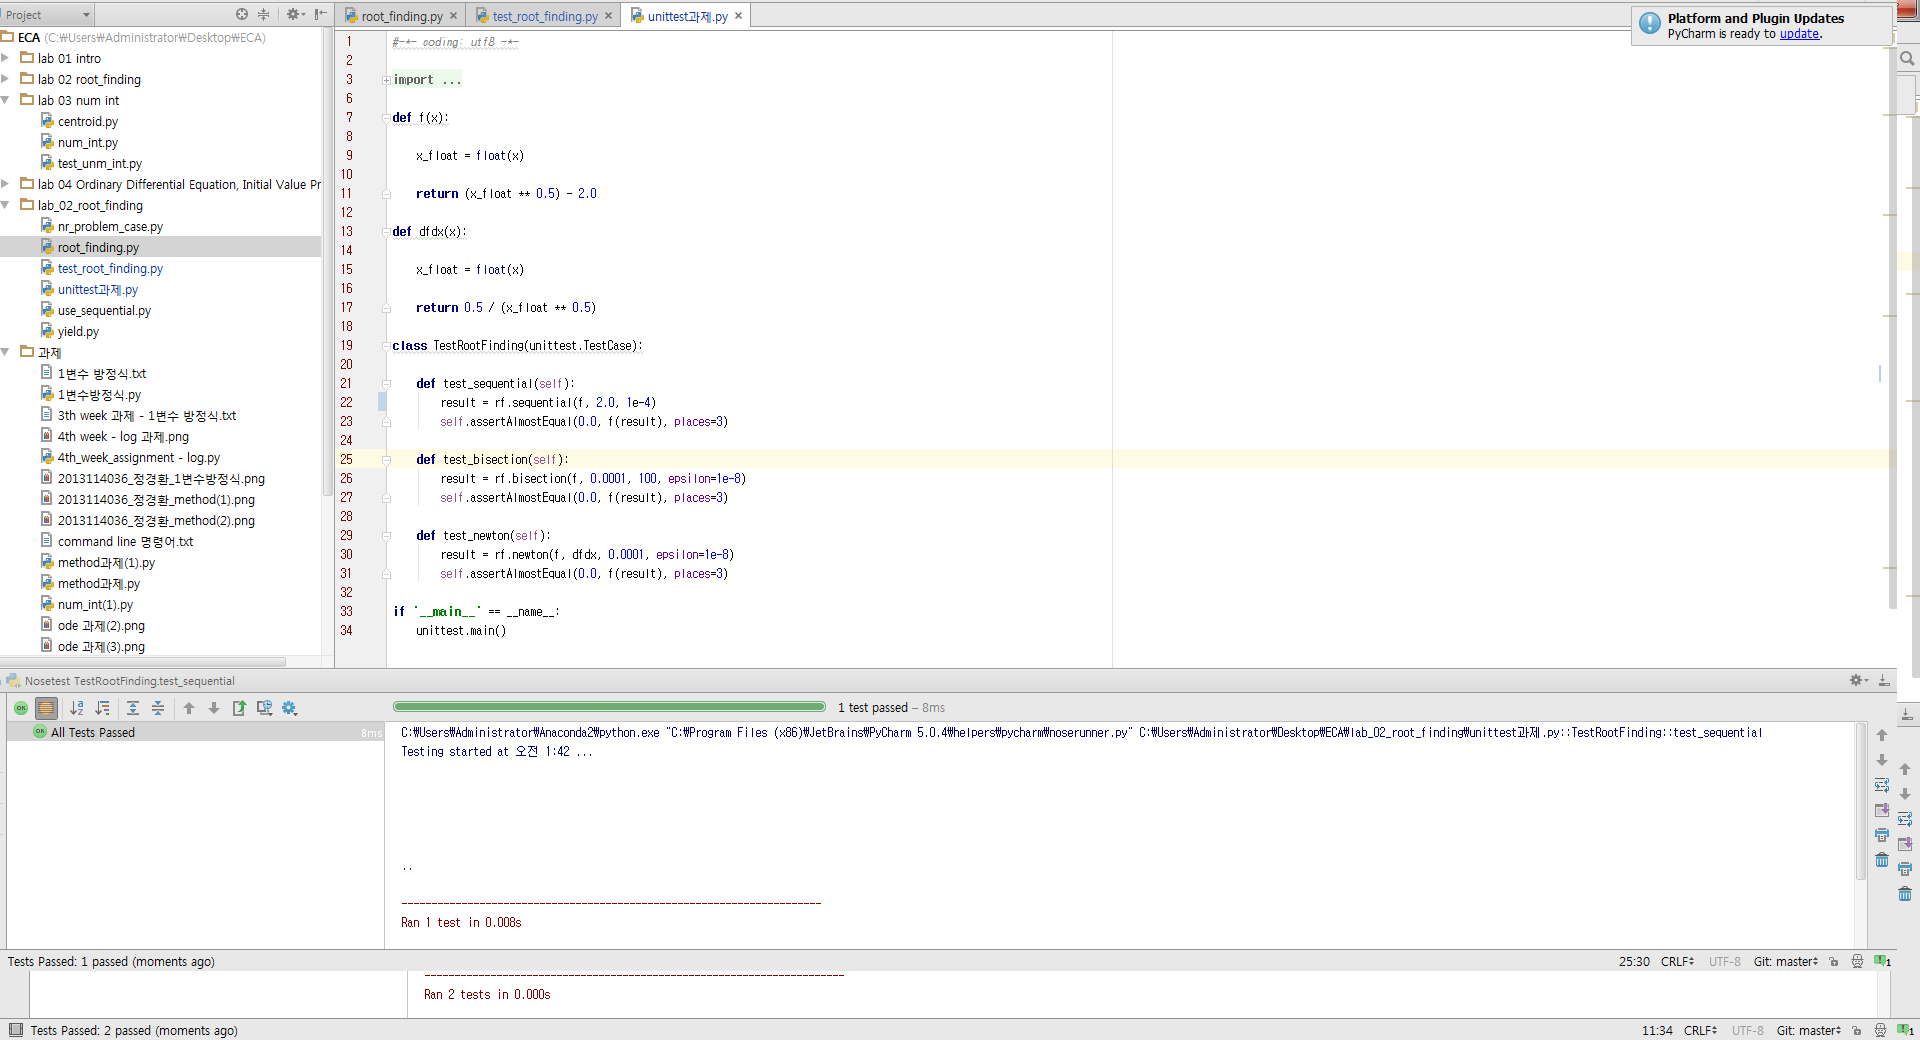 Project
root_finding.py
test_root_finding.py
unittest과제.py
Platform and Plugin Updates
PyCharm is ready to update.
ECA (C:₩Users₩Administrator₩Desktop₩ECA)
lab 01 intro
lab 02 root_finding
lab 03 num int
centroid.py
num_int.py
test_unm_int.py
lab 04 Ordinary Differential Equation, Initial Value Pr
lab_02_root_finding
nr_problem_case.py
root_finding.py
test_root_finding.py
unittest과제.py
use_sequential.py
yield.py
과제
1변수 방정식.txt
1변수방정식.py
3th week 과제 - 1변수 방정식.txt
4th week - log 과제.png
4th_week_assignment - log.py
2013114036_정경환_1변수방정식.png
2013114036_정경환_method(1).png
2013114036_정경환_method(2).png
command line 명령어.txt
method과제(1).py
method과제.py
num_int(1).py
ode 과제(2).png
ode 과제(3).png
1 #-*- ooding: utf8 -*-
2
3 import ...
6
7 def f(x):
8
9 x_float = float(x)
10
11 return (x_float ** 0.5) - 2.0
12
13 def dfdx(x):
14
15 x_float = float(x)
16
17 return 0.5 / (x_float ** 0.5)
18
19 class TestRootFinding(unittest.TestCase):
20
21 def test_sequential(self):
22 result = rf.sequential(f, 2.0, 1e-4)
23 self.assertAlmostEqual(0.0, f(result), places=3)
24
25 def test_bisection(self):
26 result = rf.bisection(f, 0.0001, 100, epsilon=1e-8)
27 self.assertAlmostEqual(0.0, f(result), places=3)
28
29 def test_newton(self):
30 result = rf.newton(f, dfdx, 0.0001, epsilon=1e-8)
31 self.assertAlmostEqual(0.0, f(result), places=3)
32
33 if '__main__' == __name__:
34 unittest.main()
Nosetest TestRootFinding.test_sequential
1 test passed – 8ms
OK All Tests Passed 8ms
C:₩Users₩Administrator₩Anaconda2₩python.exe "C:₩Program Files (x86)₩JetBrains₩PyCharm 5.0.4₩helpers₩pycharm₩noserunner.py" C:₩Users₩Administrator₩Desktop₩ECA₩lab_02_root_finding₩unittest과제.py::TestRootFinding::test_sequential
Testing started at 오전 1:42 ...
..
----------------------------------------------------------------------
Ran 1 test in 0.008s
Tests Passed: 1 passed (moments ago)
25:30 CRLF UTF-8 Git: master 1
----------------------------------------------------------------------
Ran 2 tests in 0.000s
Tests Passed: 2 passed (moments ago)
11:34 CRLF UTF-8 Git: master 1